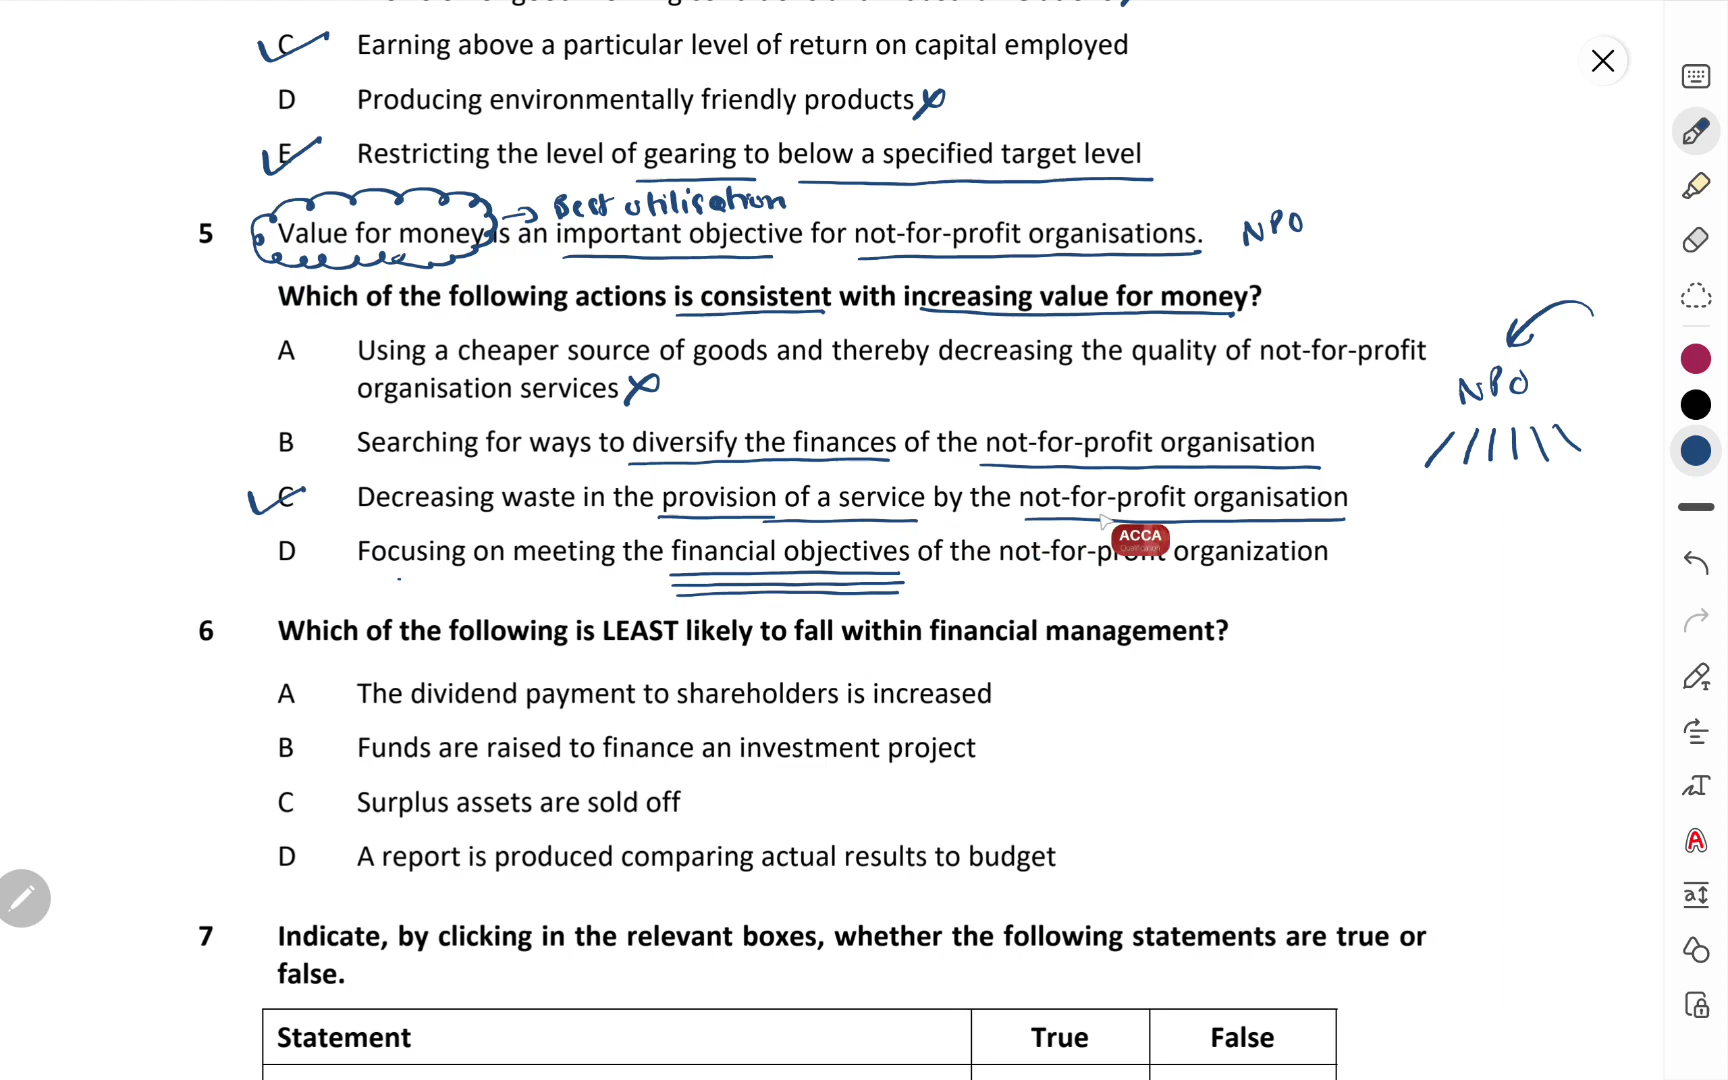 C Earning above a particular level of return on capital employed
D Producing environmentally friendly products
E Restricting the level of gearing to below a specified target level
Best utilisation
5 Value for money is an important objective for not-for-profit organisations. NPO
Which of the following actions is consistent with increasing value for money?
A Using a cheaper source of goods and thereby decreasing the quality of not-for-profit
organisation services
NPO
B Searching for ways to diversify the finances of the not-for-profit organisation
C Decreasing waste in the provision of a service by the not-for-profit organisation
ACCA
Qualification
D Focusing on meeting the financial objectives of the not-for-profit organization
6 Which of the following is LEAST likely to fall within financial management?
A The dividend payment to shareholders is increased
B Funds are raised to finance an investment project
C Surplus assets are sold off
D A report is produced comparing actual results to budget
7 Indicate, by clicking in the relevant boxes, whether the following statements are true or
false.
Statement True False